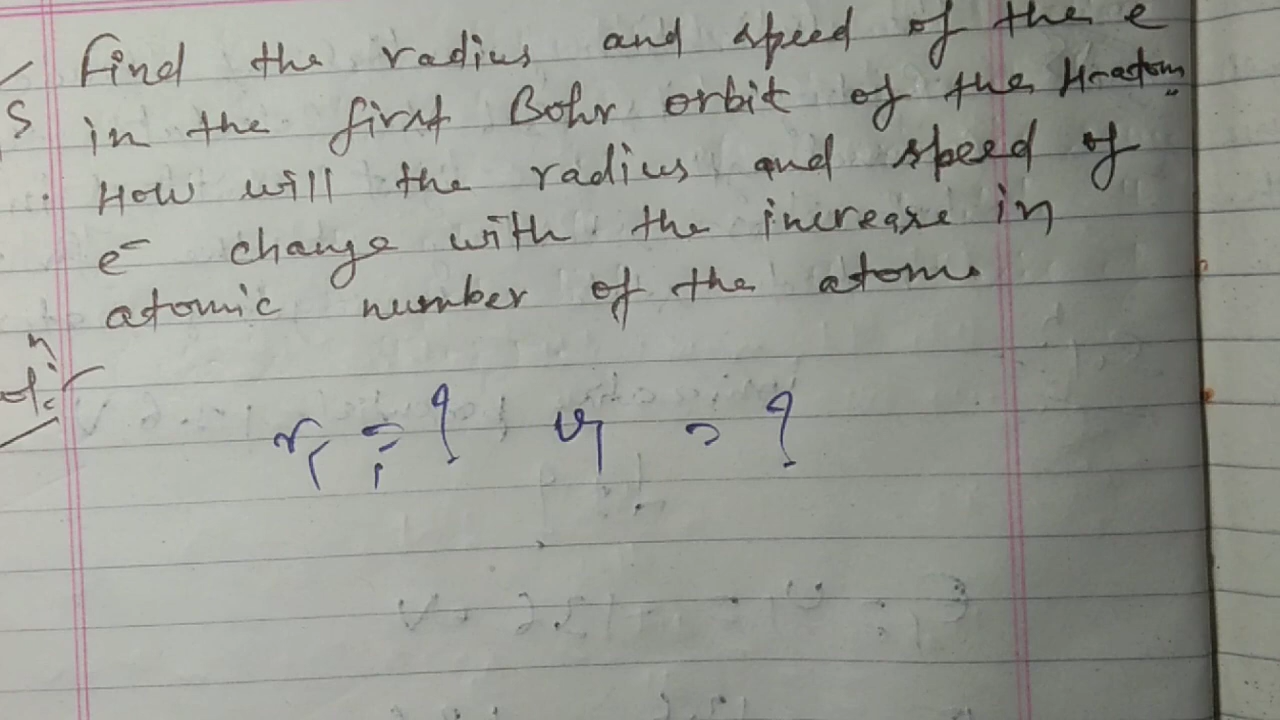 Find the radius and speed of the e
S in the first Bohr orbit of the H-atom
How will the radius and speed of
e⁻ change with the increase in
atomic number of the atom.
r₁ = ? v₁ = ?